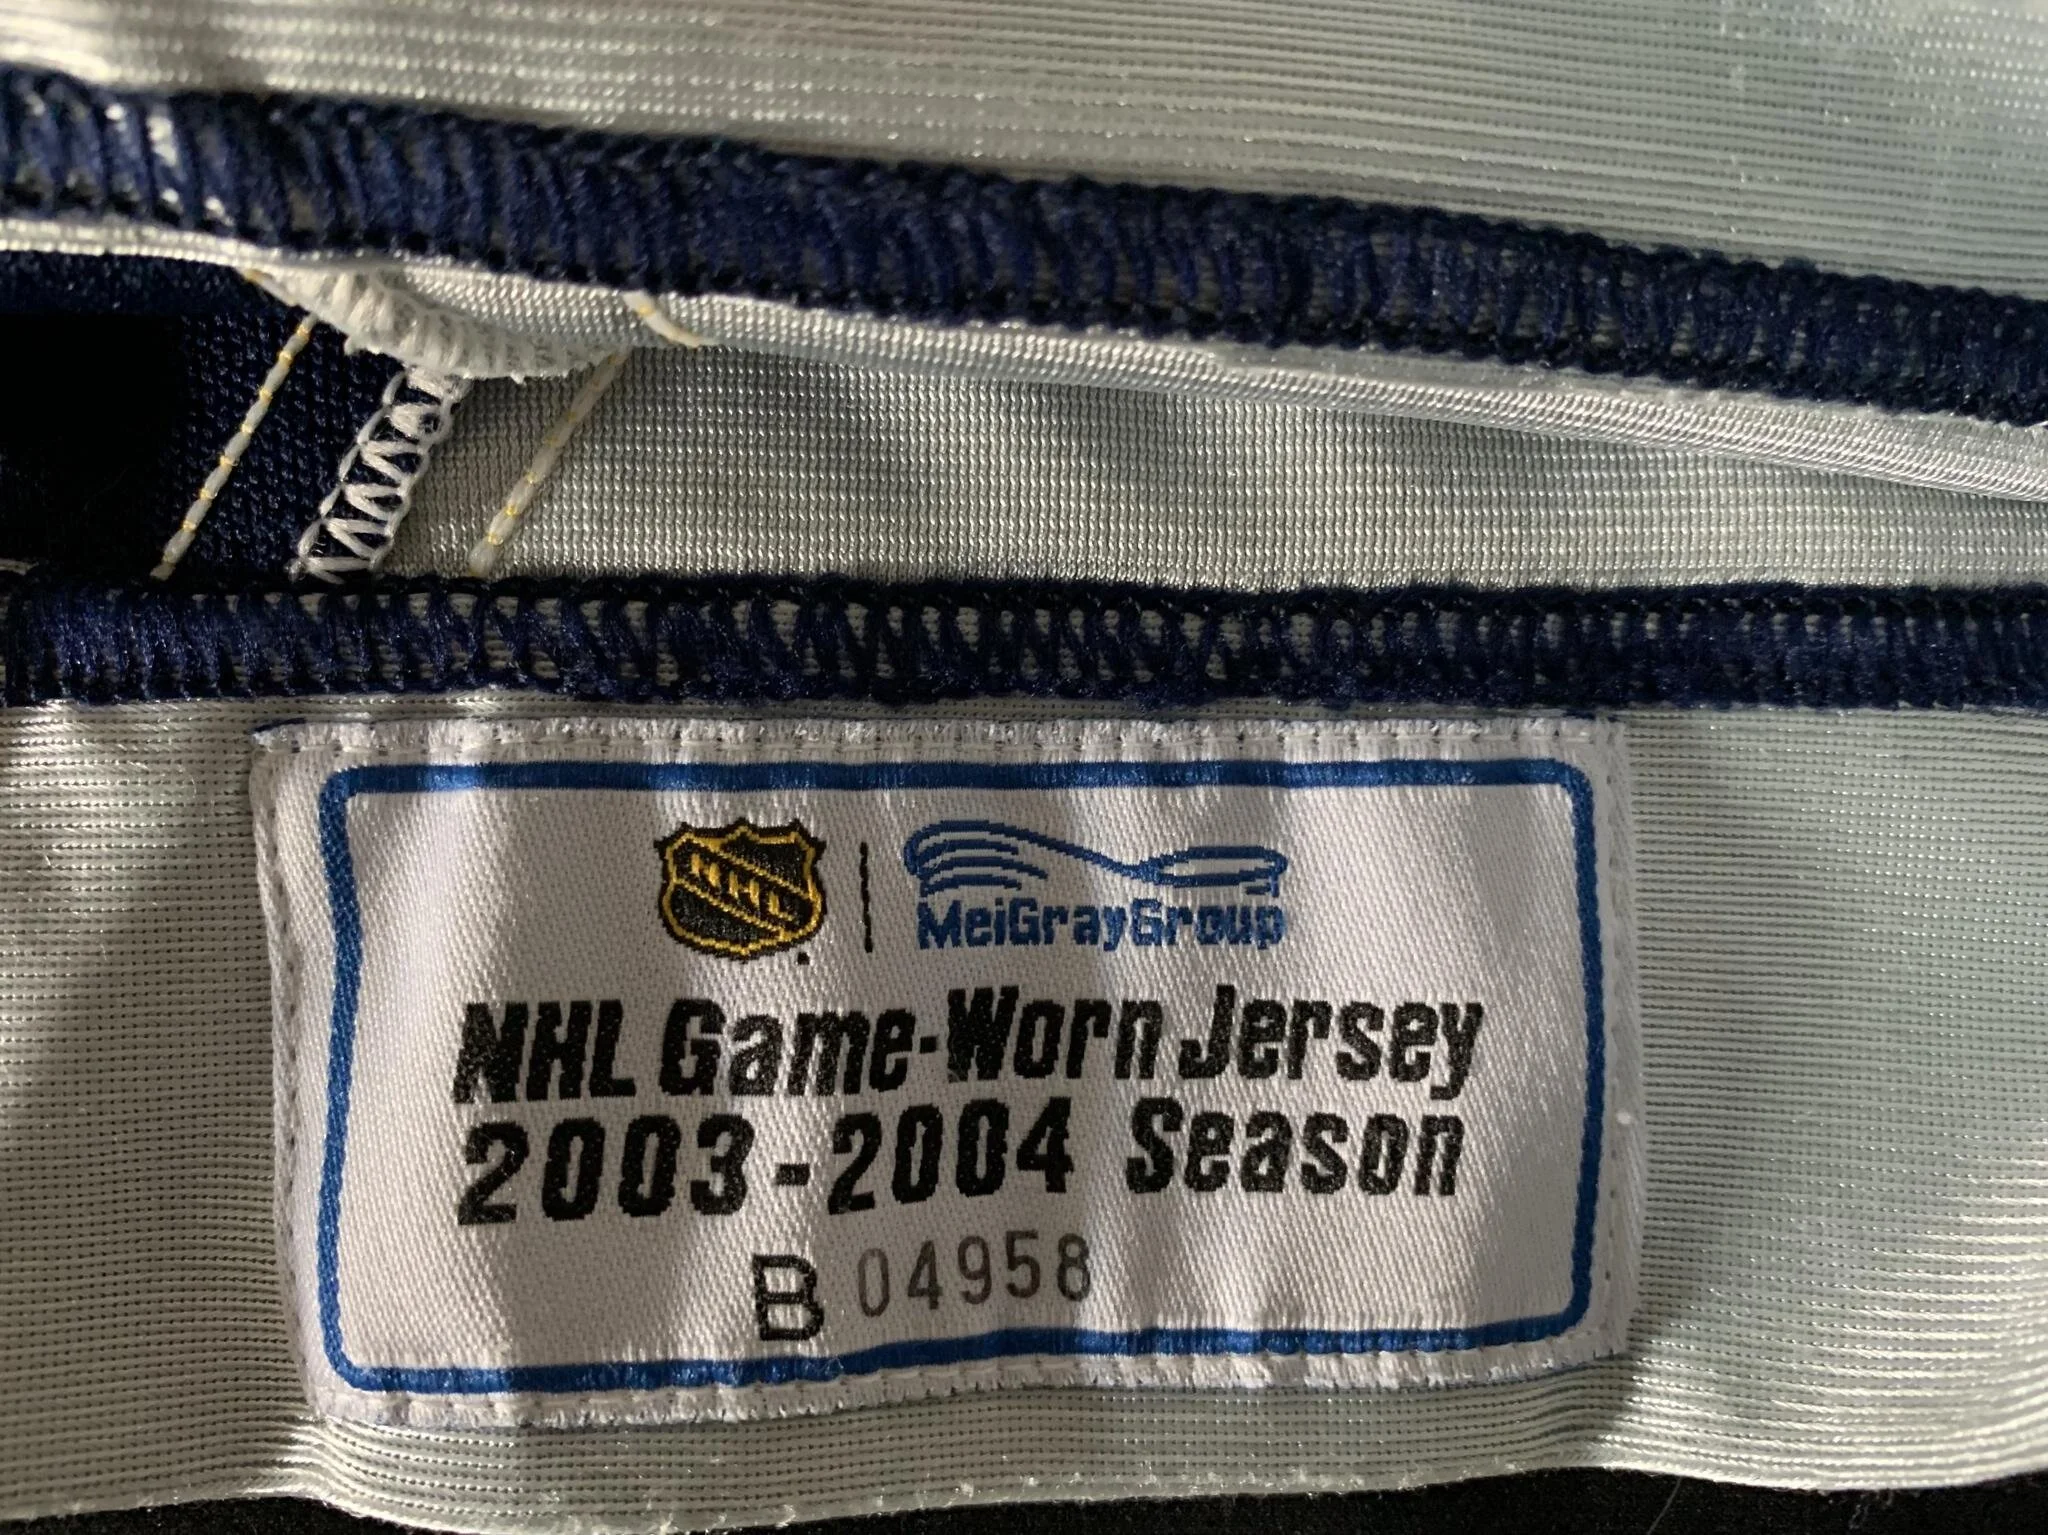 NHL MeiGrayGroup
NHL Game-Worn Jersey
2003-2004 Season
B 04958